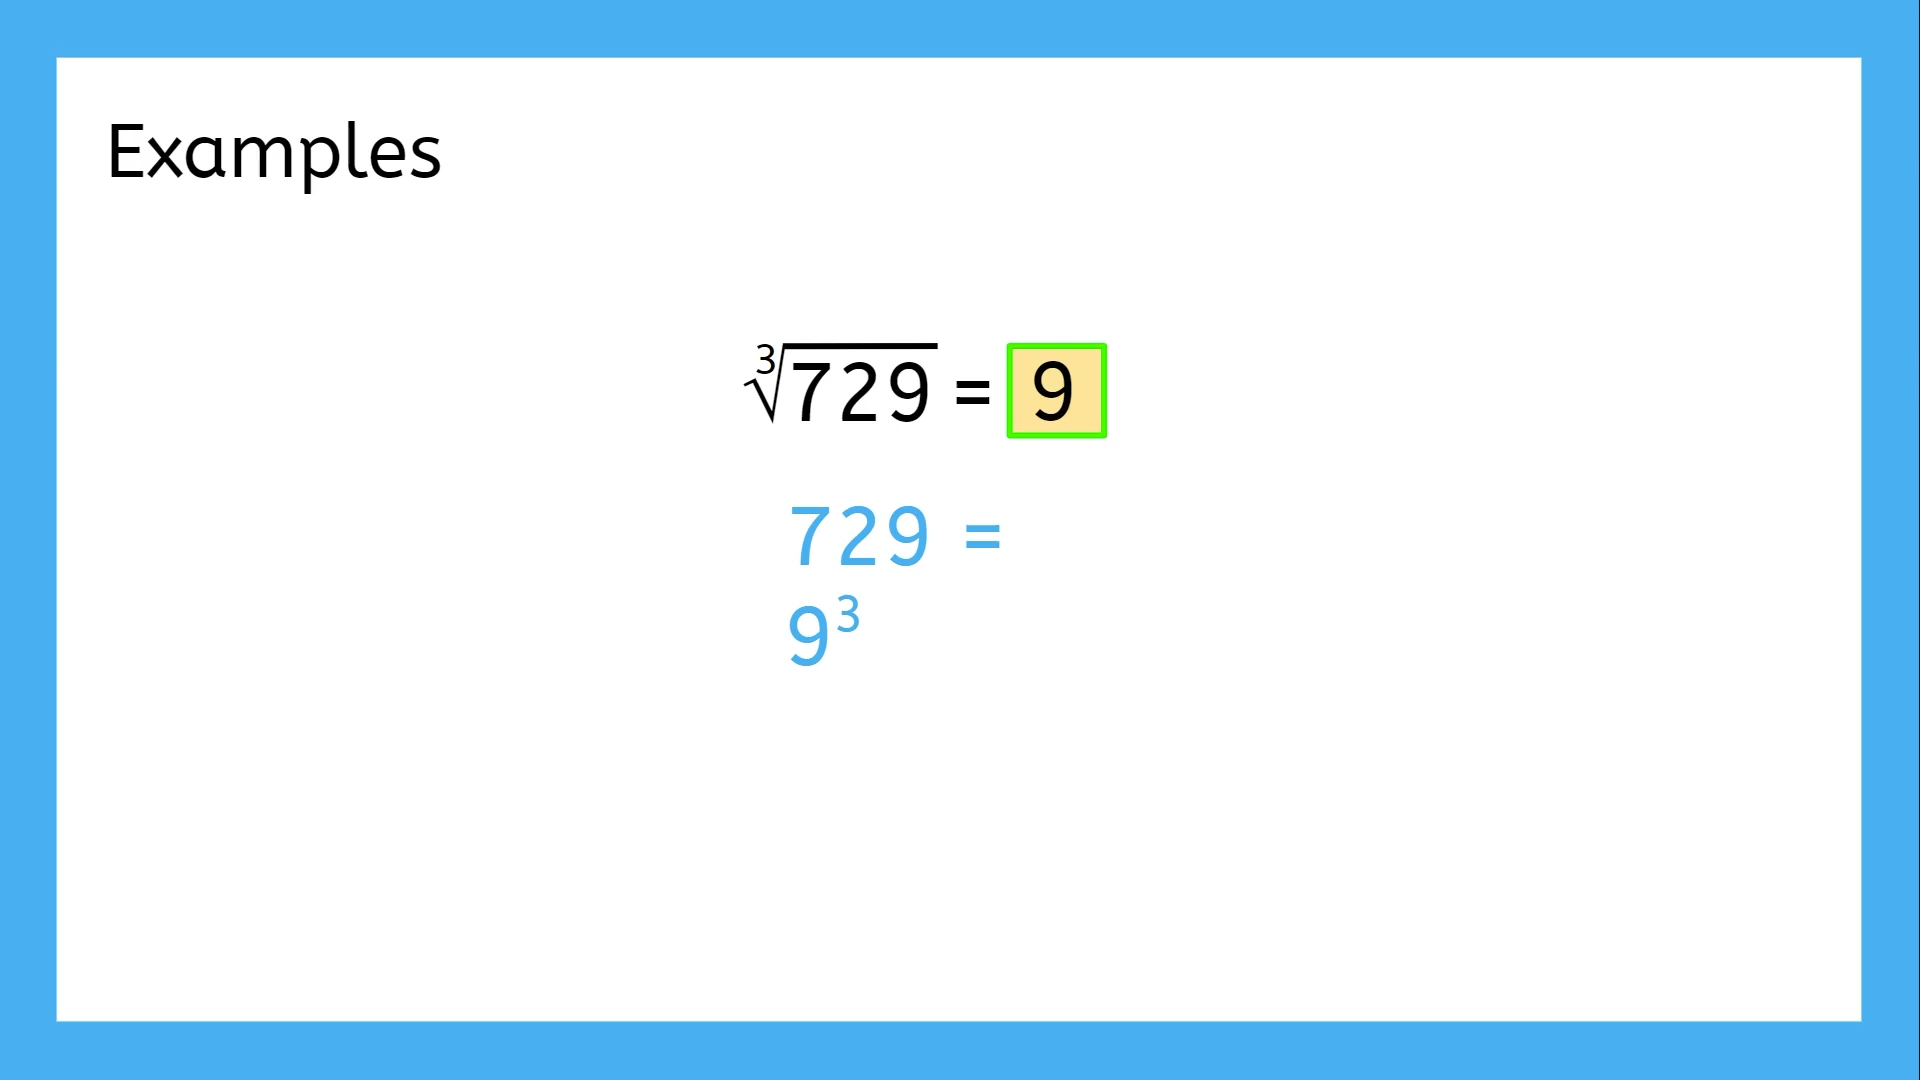 Examples
∛729 = 9
729 =
9³